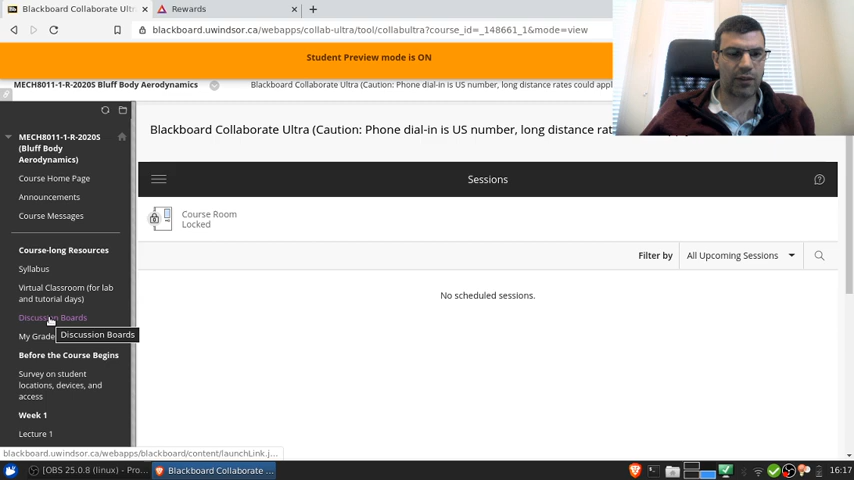 Blackboard Collaborate Ultra
Rewards
blackboard.uwindsor.ca/webapps/collab-ultra/tool/collabultra?course_id=_148661_1&mode=view
Student Preview mode is ON
MECH8011-1-R-2020S Bluff Body Aerodynamics
Blackboard Collaborate Ultra (Caution: Phone dial-in is US number, long distance rates could appl
MECH8011-1-R-2020S
(Bluff Body
Aerodynamics)
Course Home Page
Announcements
Course Messages
Course-long Resources
Syllabus
Virtual Classroom (for lab
and tutorial days)
Discussion Boards
Discussion Boards
My Grade
Before the Course Begins
Survey on student
locations, devices, and
access
Week 1
Lecture 1
Blackboard Collaborate Ultra (Caution: Phone dial-in is US number, long distance rat
Sessions
Course Room
Locked
Filter by
All Upcoming Sessions
No scheduled sessions.
blackboard.uwindsor.ca/webapps/blackboard/content/launchLink.j...
[OBS 25.0.8 (linux) - Pro...
Blackboard Collaborate ...
16:17